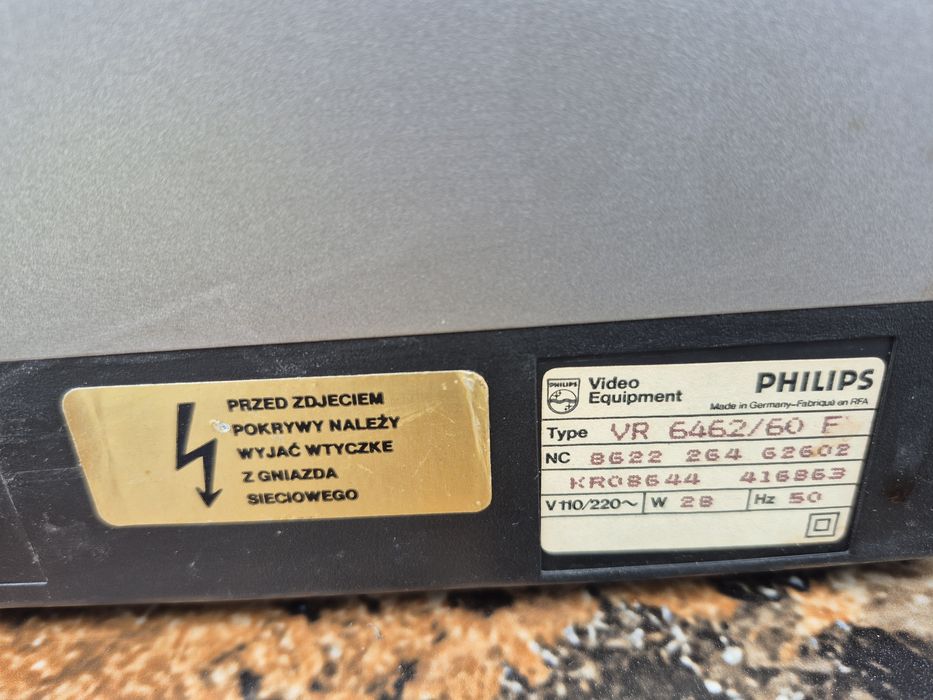 PRZED ZDJECIEM
POKRYWY NALEŻY
WYJAĆ WTYCZKE
Z GNIAZDA
SIECIOWEGO
PHILIPS
Video
Equipment
PHILIPS
Made in Germany–Fabriqué en RFA
Type VR 6462/60 F
NC 8622 264 62602
KR08644 416863
V 110/220~ W 28 Hz 50